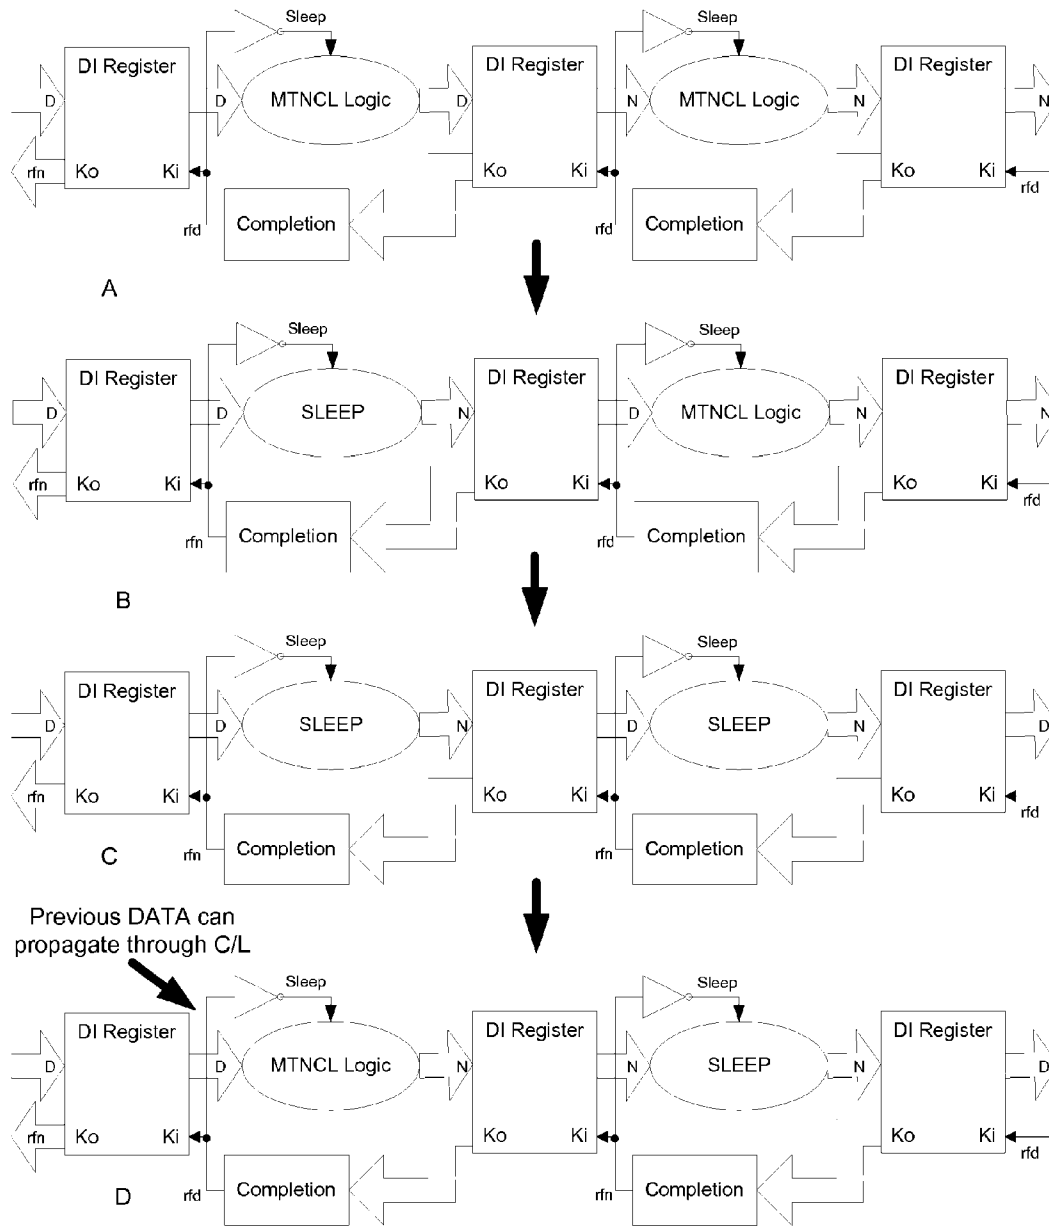 Sleep Sleep
DI Register DI Register DI Register
D D MTNCL Logic D N MTNCL Logic N N
rfn Ko Ki Ko Ki Ko Ki rfd
rfd Completion rfd Completion
A
Sleep Sleep
DI Register DI Register DI Register
D D SLEEP N D MTNCL Logic N N
rfn Ko Ki Ko Ki Ko Ki rfd
rfn Completion rfd Completion
B
Sleep Sleep
DI Register DI Register DI Register
D D SLEEP N D SLEEP N D
rfn Ko Ki Ko Ki Ko Ki rfd
rfn Completion rfn Completion
C
Previous DATA can
propagate through C/L
Sleep Sleep
DI Register DI Register DI Register
D D MTNCL Logic N N SLEEP N D
rfn Ko Ki Ko Ki Ko Ki rfd
rfd Completion rfn Completion
D